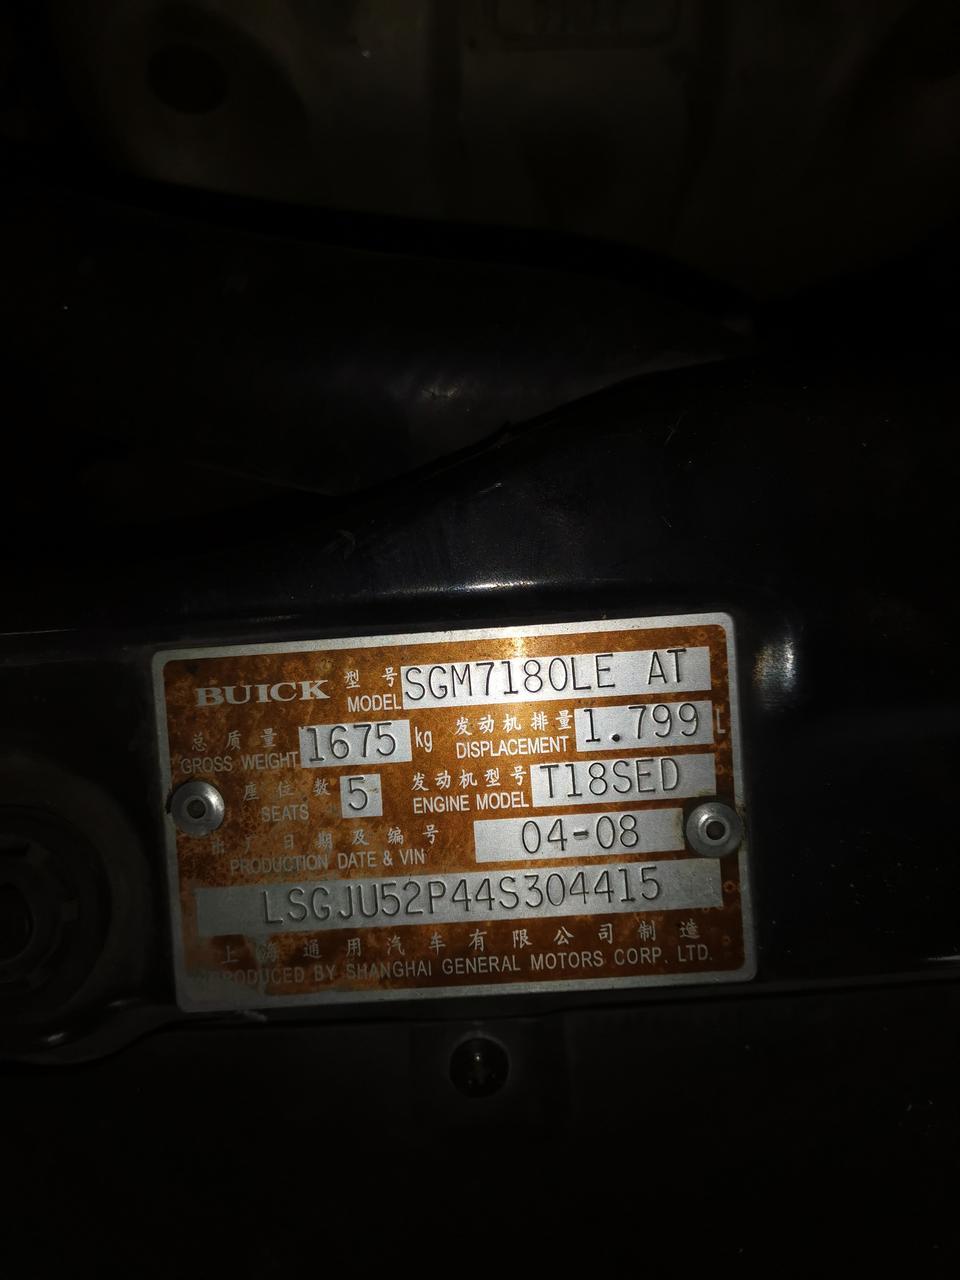 BUICK 型号 SGM7180LE AT
MODEL
总质量 1675 kg 发动机排量 1.799 L
GROSS WEIGHT DISPLACEMENT
座位数 5 发动机型号 T18SED
SEATS ENGINE MODEL
出厂日期及编号 04-08
PRODUCTION DATE & VIN
LSGJU52P44S304415
上海通用汽车有限公司制造
PRODUCED BY SHANGHAI GENERAL MOTORS CORP. LTD.